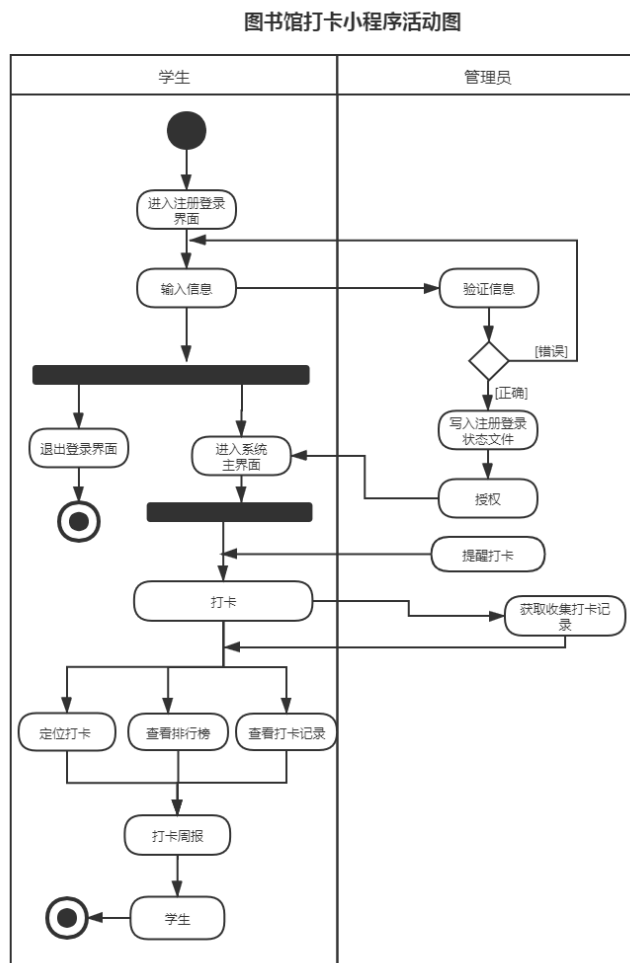 图书馆打卡小程序活动图
学生
管理员
进入注册登录
界面
输入信息
验证信息
[错误]
[正确]
写入注册登录
状态文件
退出登录界面
进入系统
主界面
授权
提醒打卡
打卡
获取收集打卡记
录
定位打卡
查看排行榜
查看打卡记录
打卡周报
学生